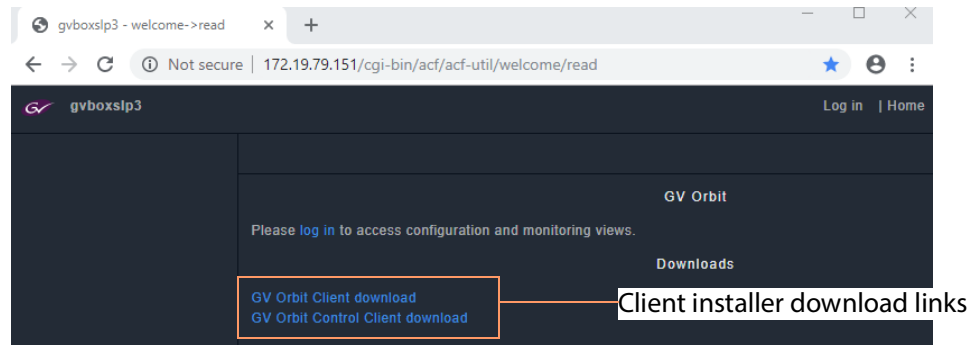 gvboxslp3 - welcome->read
Not secure | 172.19.79.151/cgi-bin/acf/acf-util/welcome/read
GV gvboxslp3 Log in | Home
GV Orbit
Please log in to access configuration and monitoring views.
Downloads
GV Orbit Client download
GV Orbit Control Client download
Client installer download links